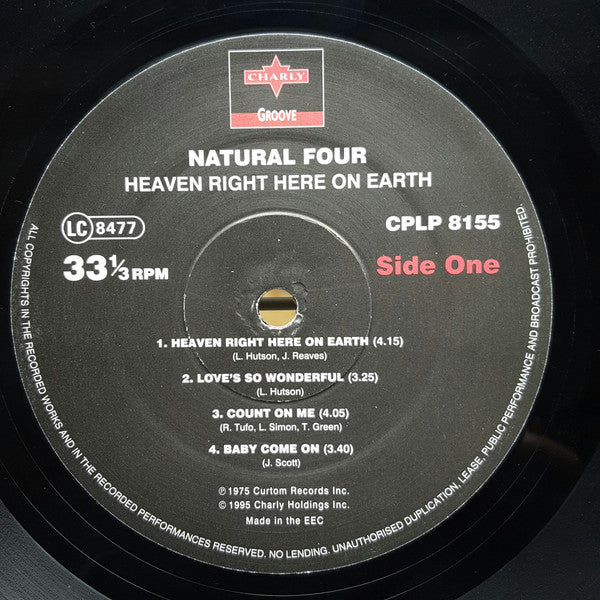 CHARLY
GROOVE
NATURAL FOUR
HEAVEN RIGHT HERE ON EARTH
LC 8477
CPLP 8155
33⅓ RPM
Side One
1. HEAVEN RIGHT HERE ON EARTH (4.15)
(L. Hutson, J. Reaves)
2. LOVE'S SO WONDERFUL (3.25)
(L. Hutson)
3. COUNT ON ME (4.05)
(R. Tufo, L. Simon, T. Green)
4. BABY COME ON (3.40)
(J. Scott)
℗ 1975 Curtom Records Inc.
© 1995 Charly Holdings Inc.
Made in the EEC
ALL COPYRIGHTS IN THE RECORDED WORKS AND IN THE RECORDED PERFORMANCES RESERVED. NO LENDING. UNAUTHORISED DUPLICATION, LEASE, PUBLIC PERFORMANCE AND BROADCAST PROHIBITED.